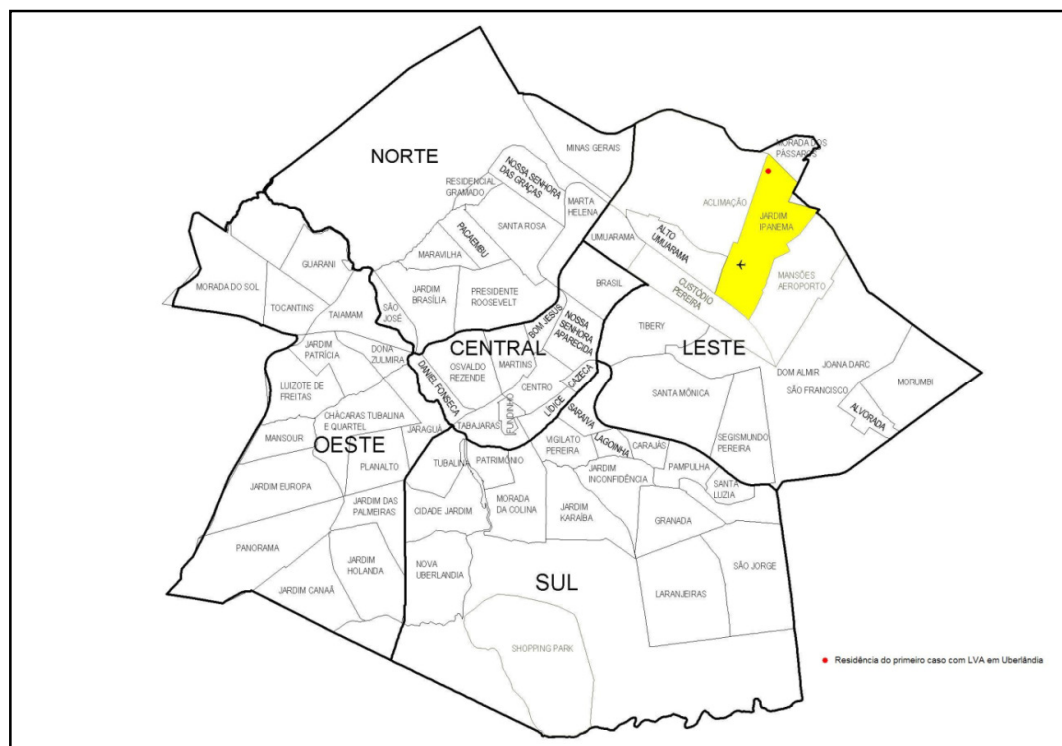 NORTE
MINAS GERAIS
MORADA DOS
PÁSSAROS
NOSSA SENHORA
DAS GRAÇAS
RESIDENCIAL
GRAMADO
MARTA
HELENA
ACLIMAÇÃO
JARDIM
IPANEMA
SANTA ROSA
PACAEMBU
UMUARAMA
ALTO
UMUARAMA
MARAVILHA
GUARANI
MORADA DO SOL
TOCANTINS
TAIAMAM
SÃO
JOSÉ
JARDIM
BRASÍLIA
PRESIDENTE
ROOSEVELT
BRASIL
CUSTÓDIO
PEREIRA
MANSÕES
AEROPORTO
TIBERY
LESTE
BOM JESUS
NOSSA
SENHORA
APARECIDA
CENTRAL
JARDIM
PATRÍCIA
DONA
ZULMIRA
DANIEL FONSECA
OSVALDO
REZENDE
MARTINS
CENTRO
CAZECA
DOM ALMIR
JOANA DARC
SÃO FRANCISCO
MORUMBI
ALVORADA
LUIZOTE DE
FREITAS
SANTA MÔNICA
CHÁCARAS TUBALINA
E QUARTEL
JARAGUÁ
TABAJARAS
FUNDINHO
LÍDICE
SARAIVA
MANSOUR
OESTE
VIGILATO
PEREIRA
LAGOINHA
CARAJÁS
SEGISMUNDO
PEREIRA
PLANALTO
TUBALINA
PATRIMÔNIO
JARDIM
INCONFIDÊNCIA
PAMPULHA
SANTA
LUZIA
JARDIM EUROPA
JARDIM DAS
PALMEIRAS
CIDADE JARDIM
MORADA
DA COLINA
JARDIM
KARAÍBA
GRANADA
PANORAMA
JARDIM
HOLANDA
JARDIM CANAÃ
NOVA
UBERLANDIA
SUL
LARANJEIRAS
SÃO JORGE
SHOPPING PARK
Residência do primeiro caso com LVA em Uberlândia